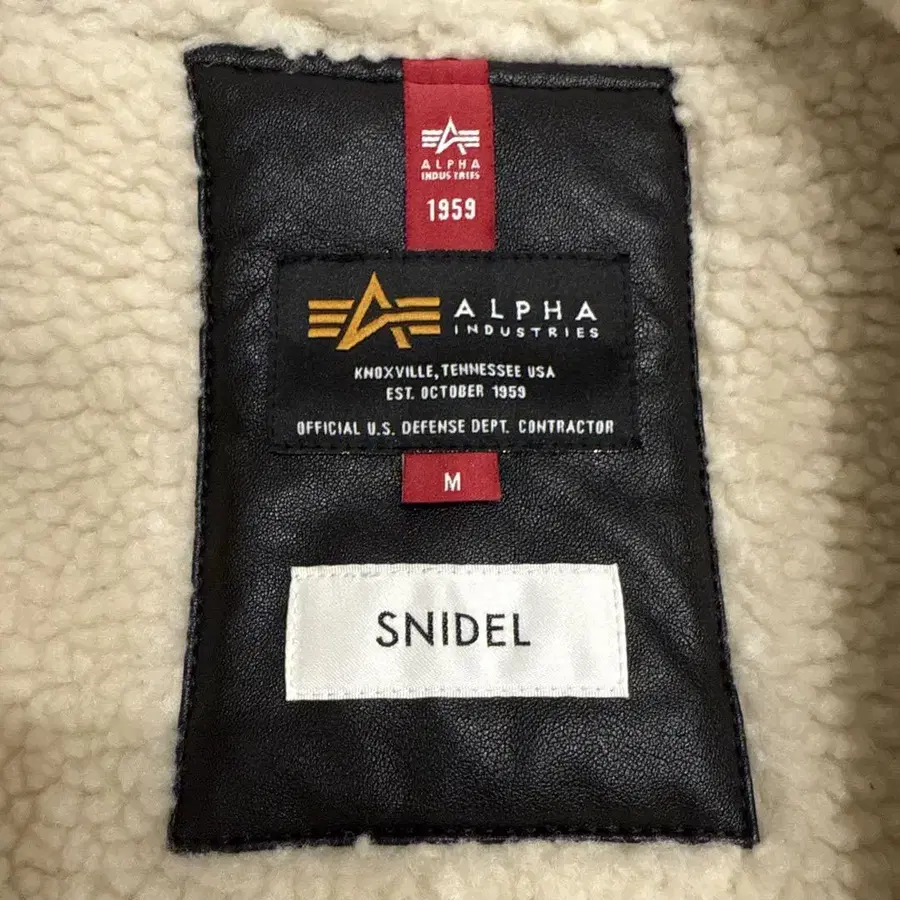 ALPHA
INDUSTRIES
1959
ALPHA
INDUSTRIES
KNOXVILLE, TENNESSEE USA
EST. OCTOBER 1959
OFFICIAL U.S. DEFENSE DEPT. CONTRACTOR
M
SNIDEL